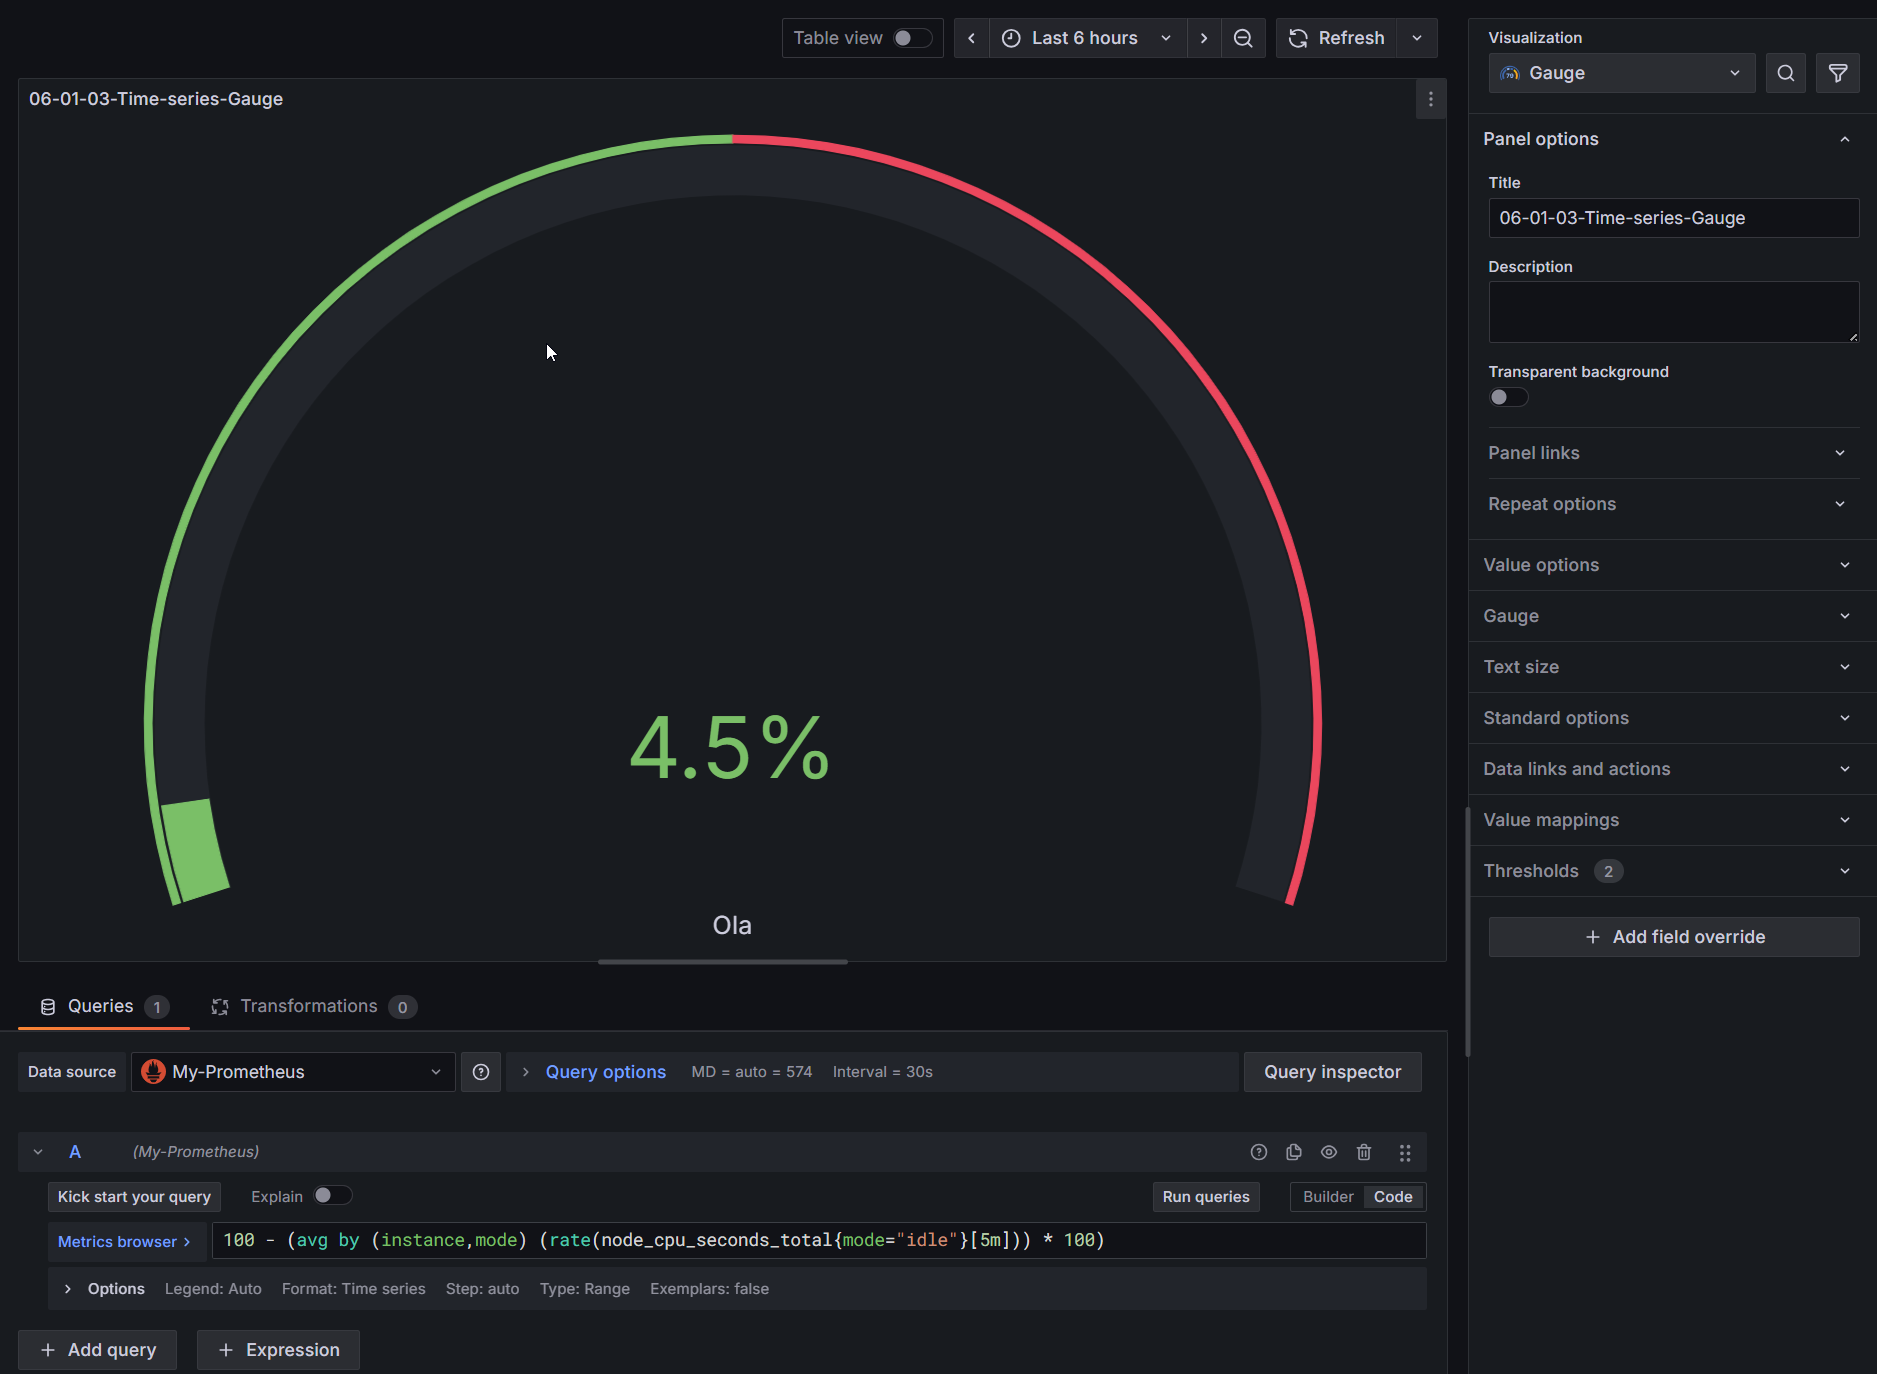 Table view
Last 6 hours
Refresh
06-01-03-Time-series-Gauge
4.5%
Ola
Queries 1
Transformations 0
Data source
My-Prometheus
Query options
MD = auto = 574
Interval = 30s
Query inspector
A
(My-Prometheus)
Kick start your query
Explain
Run queries
Builder
Code
Metrics browser >
100 - (avg by (instance,mode) (rate(node_cpu_seconds_total{mode="idle"}[5m])) * 100)
Options
Legend: Auto
Format: Time series
Step: auto
Type: Range
Exemplars: false
+ Add query
+ Expression
Visualization
Gauge
Panel options
Title
06-01-03-Time-series-Gauge
Description
Transparent background
Panel links
Repeat options
Value options
Gauge
Text size
Standard options
Data links and actions
Value mappings
Thresholds 2
+ Add field override